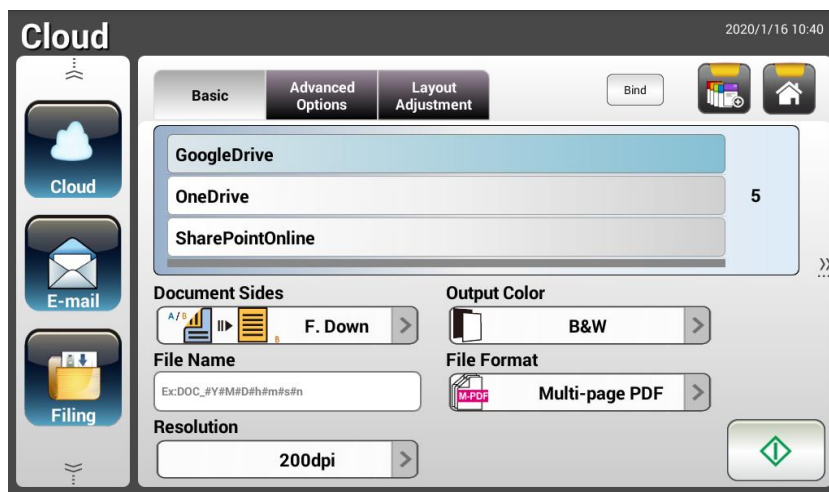 Cloud
2020/1/16 10:40
Basic
Advanced
Options
Layout
Adjustment
Bind
Cloud
E-mail
Filing
GoogleDrive
OneDrive
SharePointOnline
5
Document Sides
A/B
B
F. Down
Output Color
B&W
File Name
Ex:DOC_#Y#M#D#h#m#s#n
File Format
M-PDF
Multi-page PDF
Resolution
200dpi